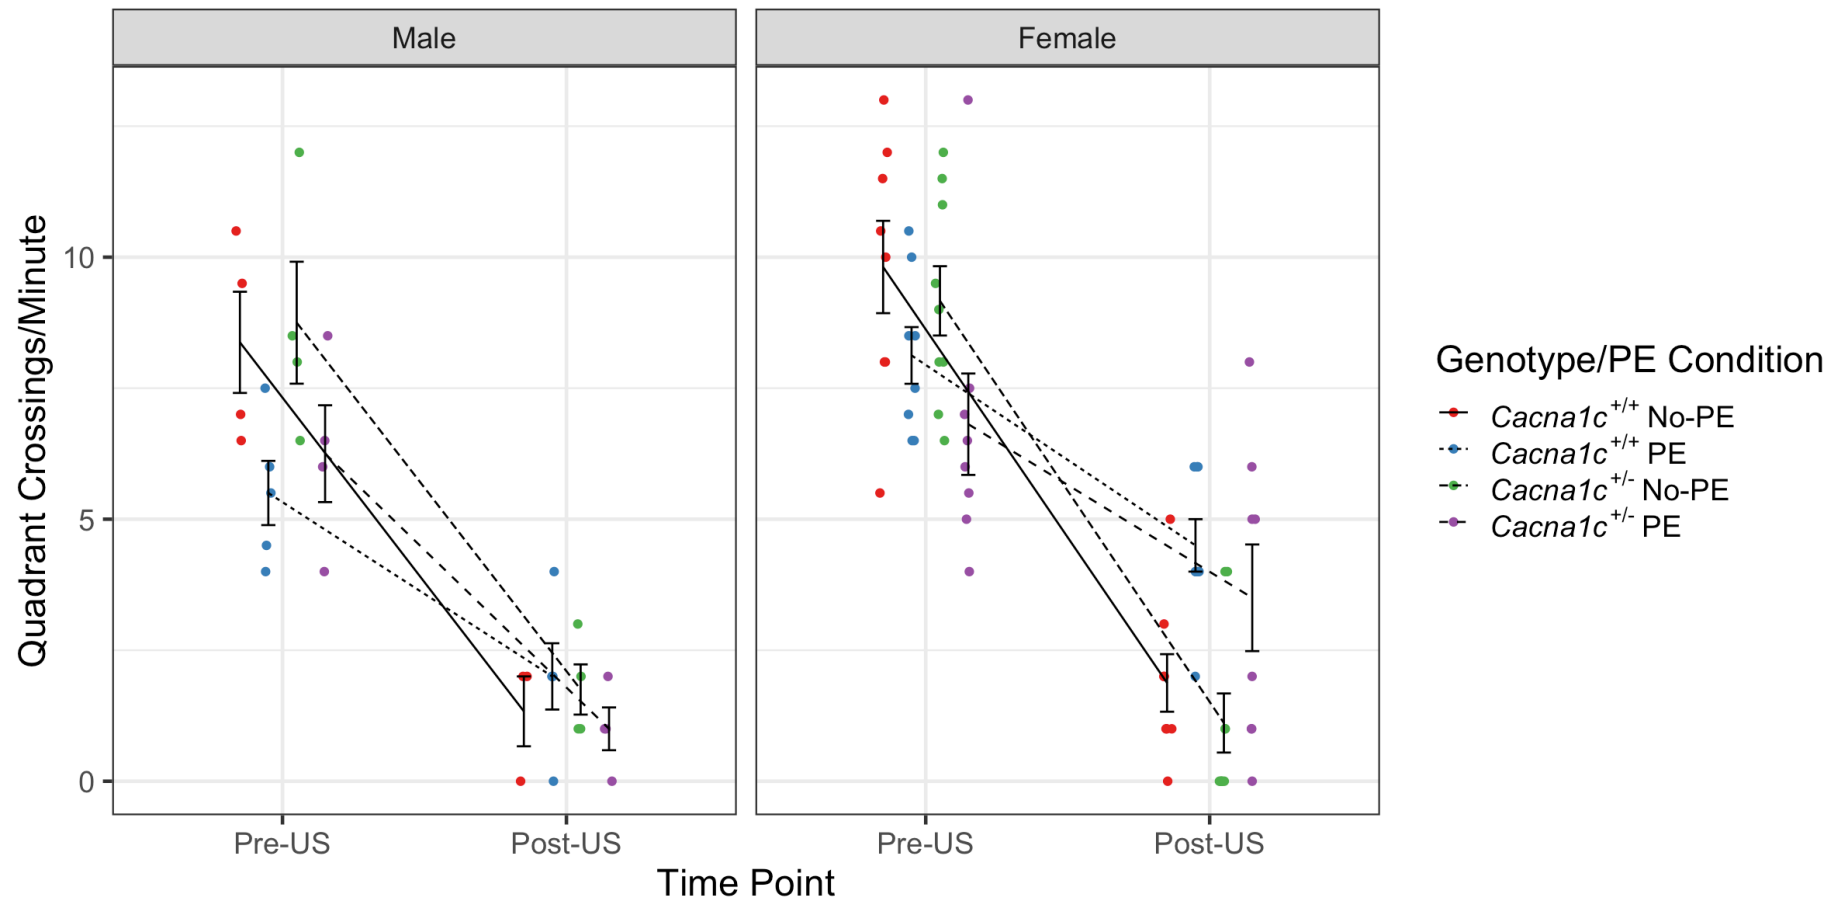 Male
Female
Quadrant Crossings/Minute
10
5
0
Pre-US
Post-US
Pre-US
Post-US
Time Point
Genotype/PE Condition
Cacna1c+/+ No-PE
Cacna1c+/+ PE
Cacna1c+/- No-PE
Cacna1c+/- PE